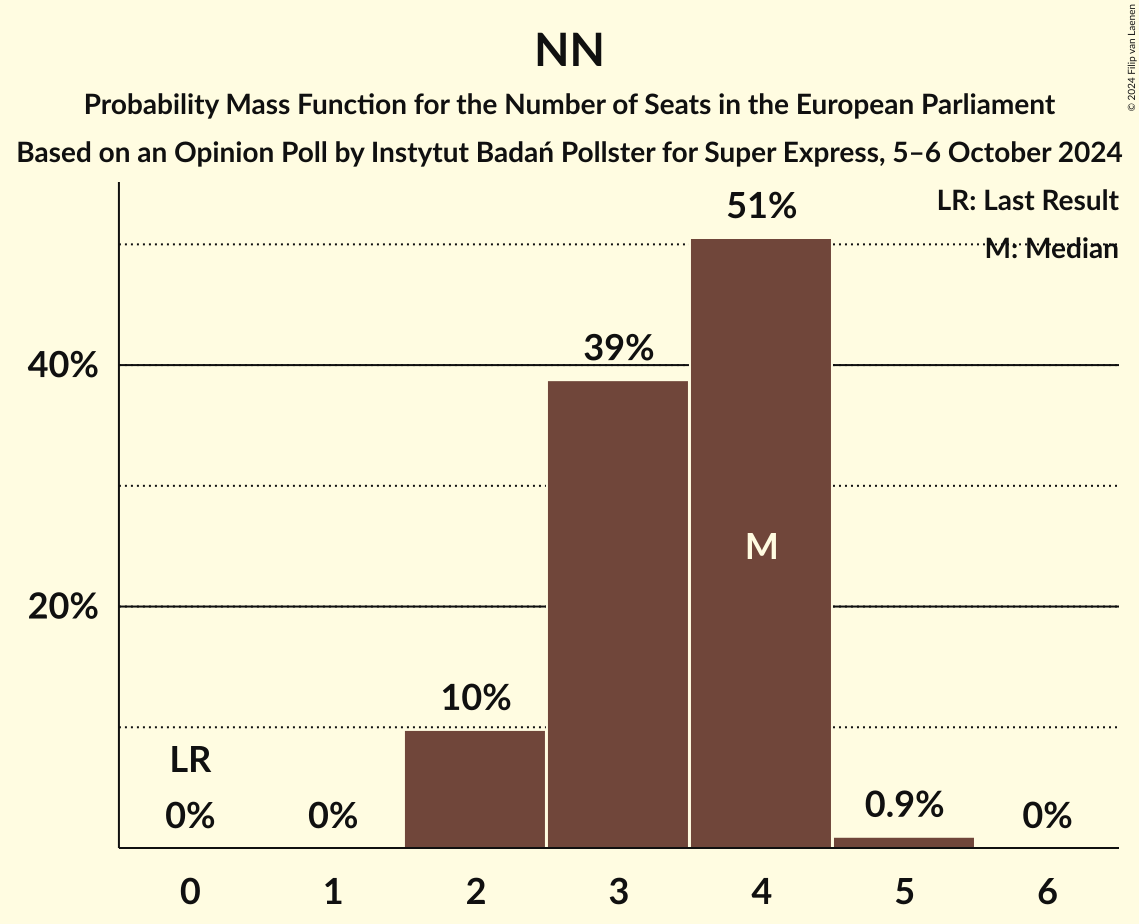 NN
Probability Mass Function for the Number of Seats in the European Parliament
Based on an Opinion Poll by Instytut Badań Pollster for Super Express, 5–6 October 2024
© 2024 Filip van Laenen
LR: Last Result
M: Median
51%
39%
40%
M
20%
10%
LR
0%
0%
0.9%
0%
0 1 2 3 4 5 6